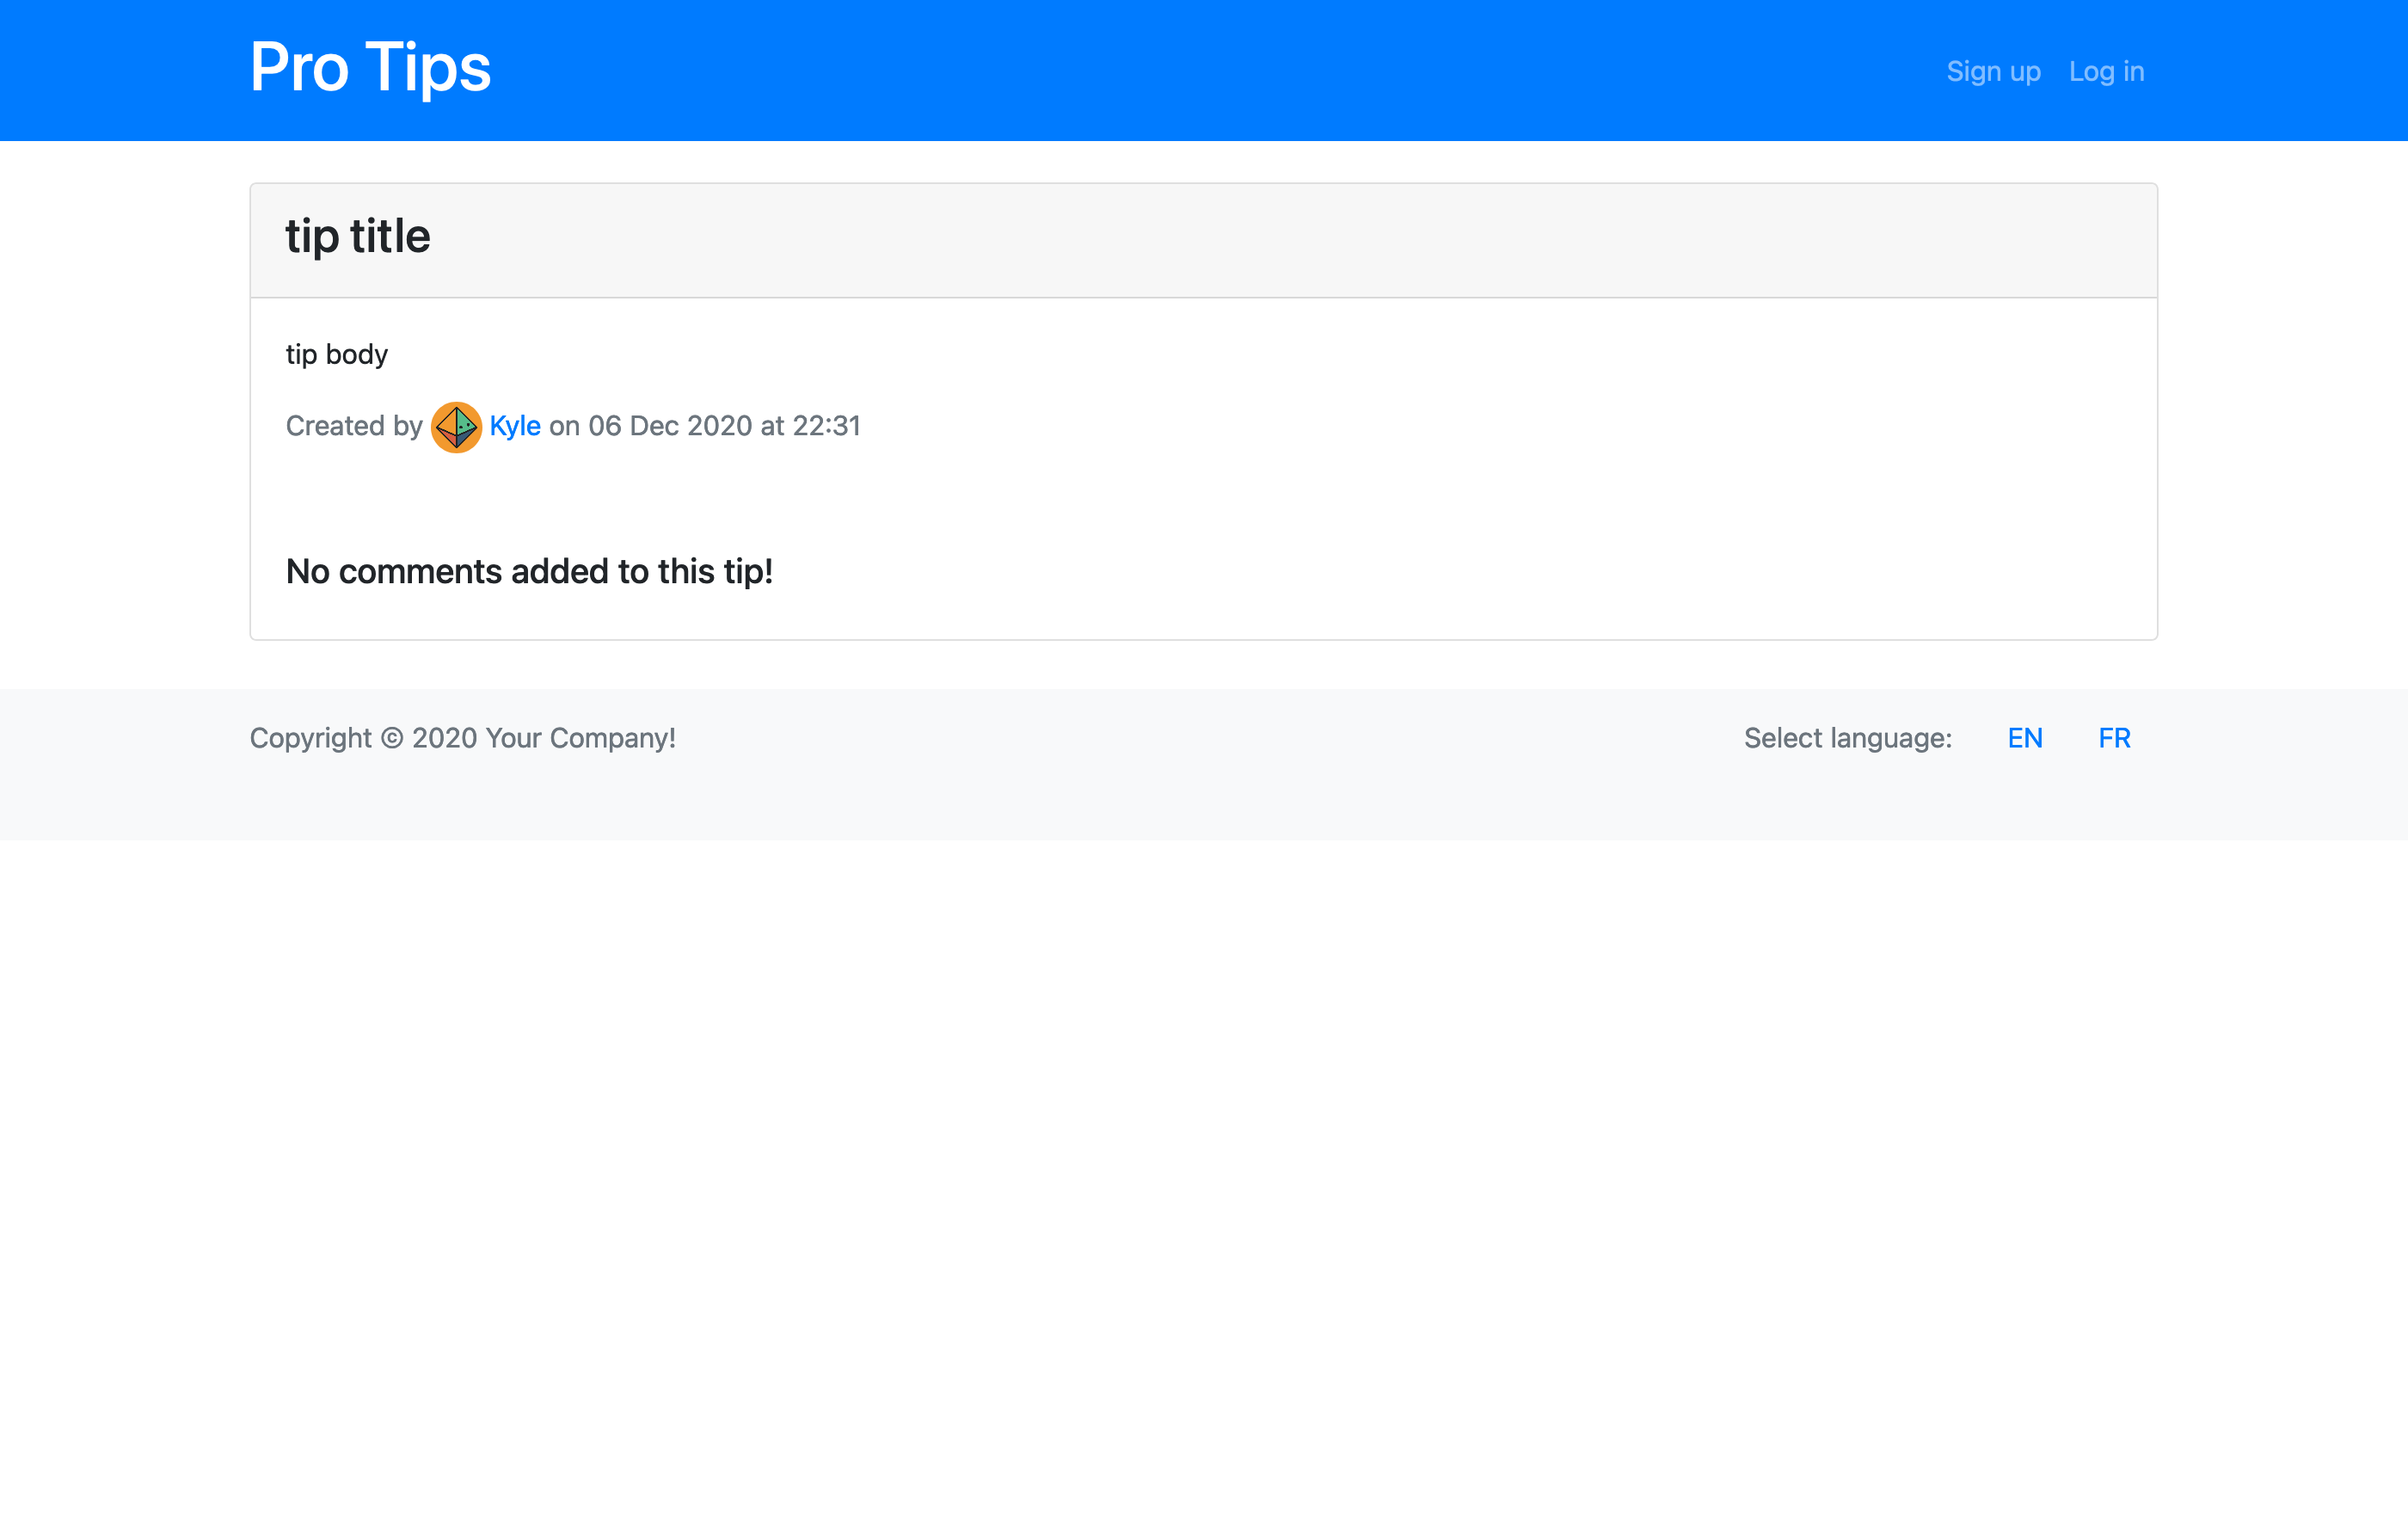 Pro Tips
Sign up Log in
tip title
tip body
Created by Kyle on 06 Dec 2020 at 22:31
No comments added to this tip!
Copyright © 2020 Your Company!
Select language: EN FR